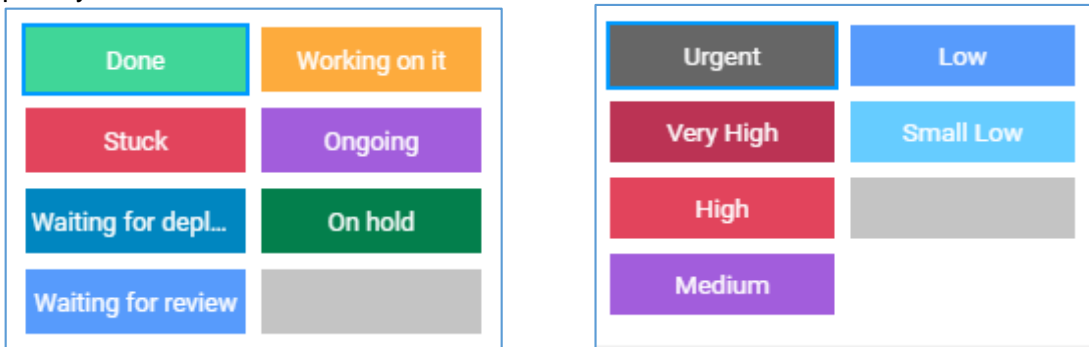 Done
Working on it
Stuck
Ongoing
Waiting for depl...
On hold
Waiting for review
Urgent
Low
Very High
Small Low
High
Medium